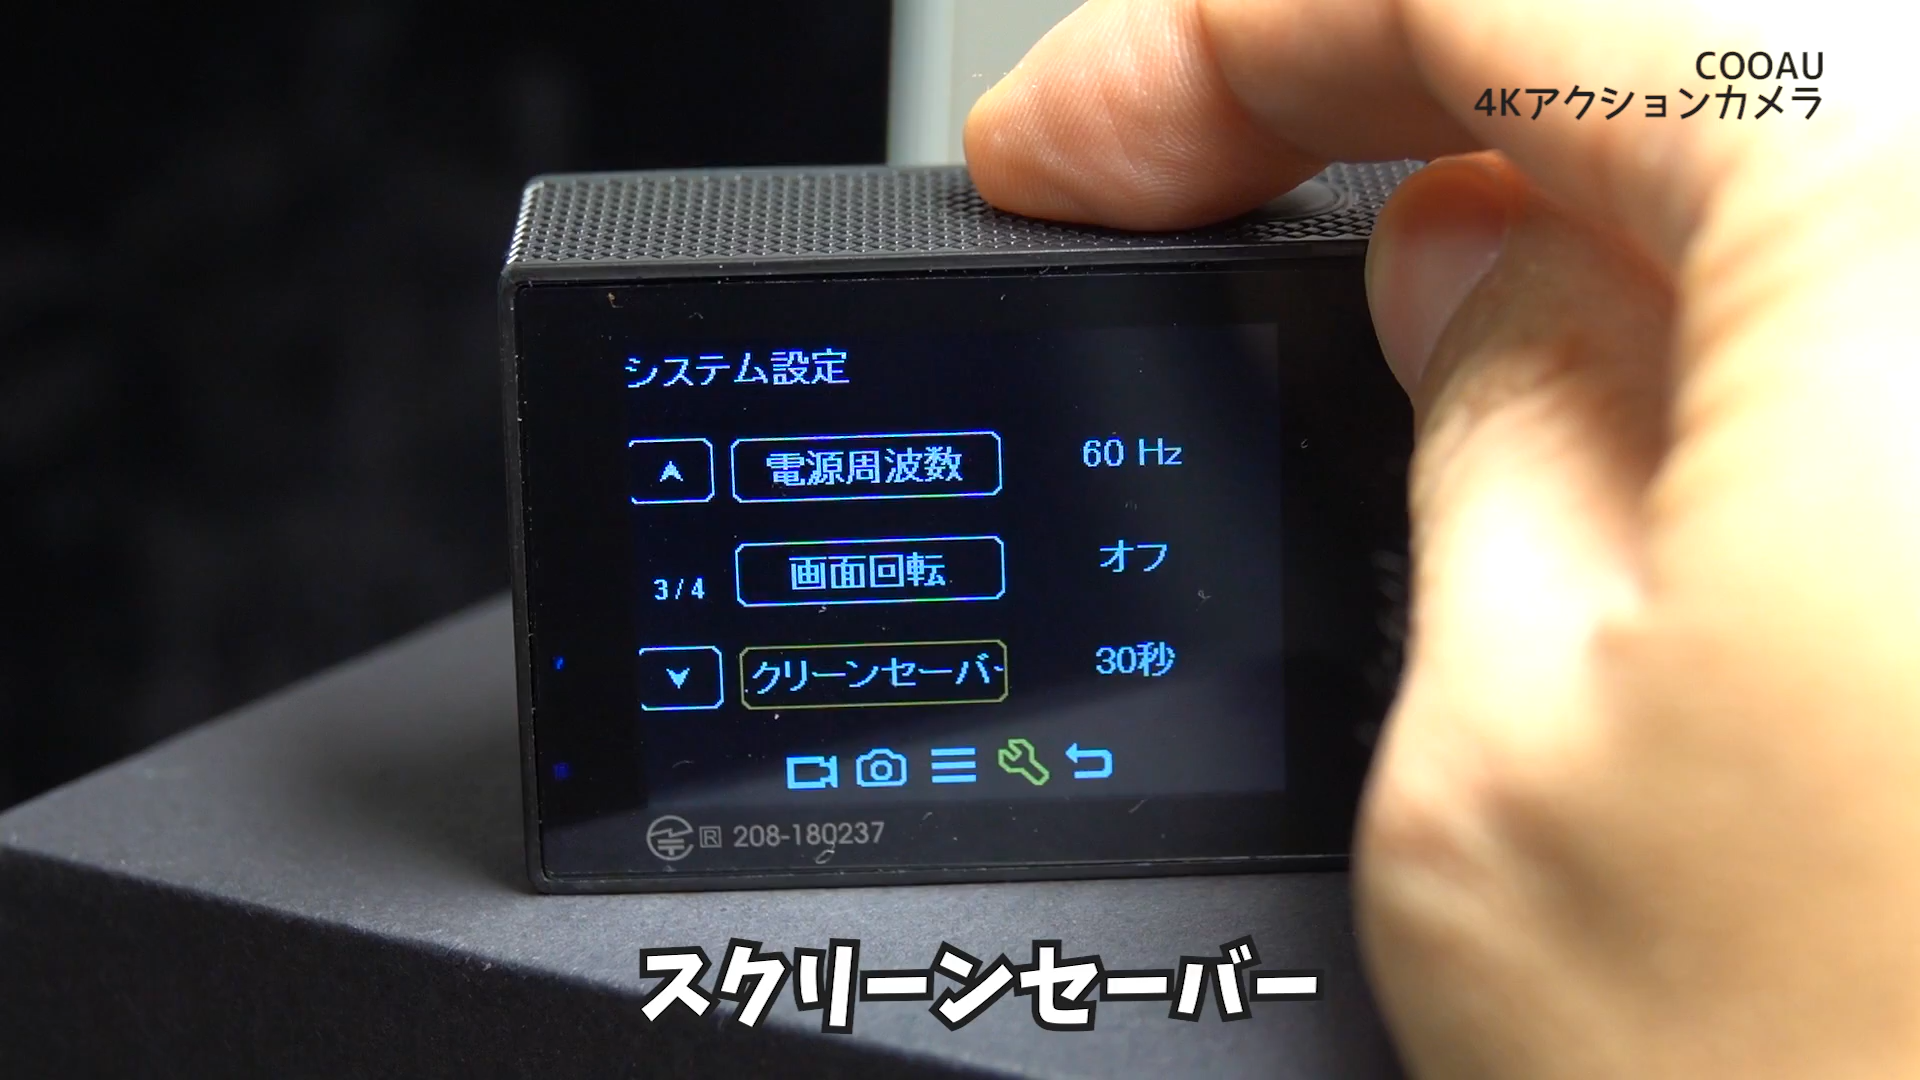 COOAU
4Kアクションカメラ
システム設定
電源周波数
60 Hz
3/4
画面回転
オフ
クリーンセーバ
30秒
R 208-180237
スクリーンセーバー